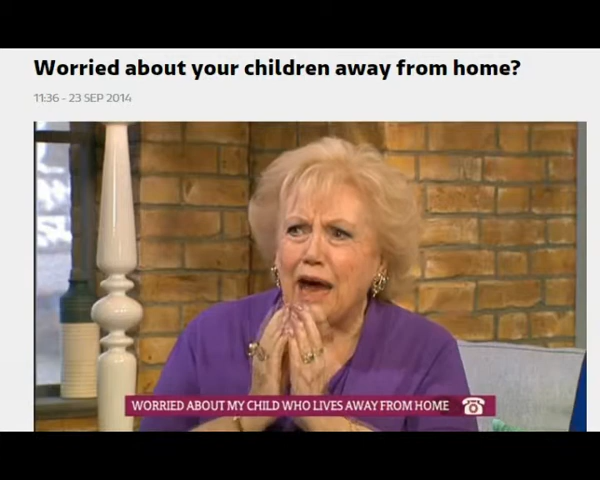 Worried about your children away from home?
11:36 - 23 SEP 2014
WORRIED ABOUT MY CHILD WHO LIVES AWAY FROM HOME